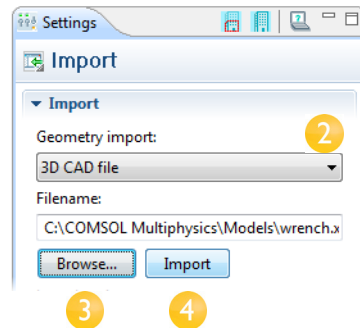 Settings
Import
Import
Geometry import:
2
3D CAD file
Filename:
C:\COMSOL Multiphysics\Models\wrench.x
Browse... Import
3 4